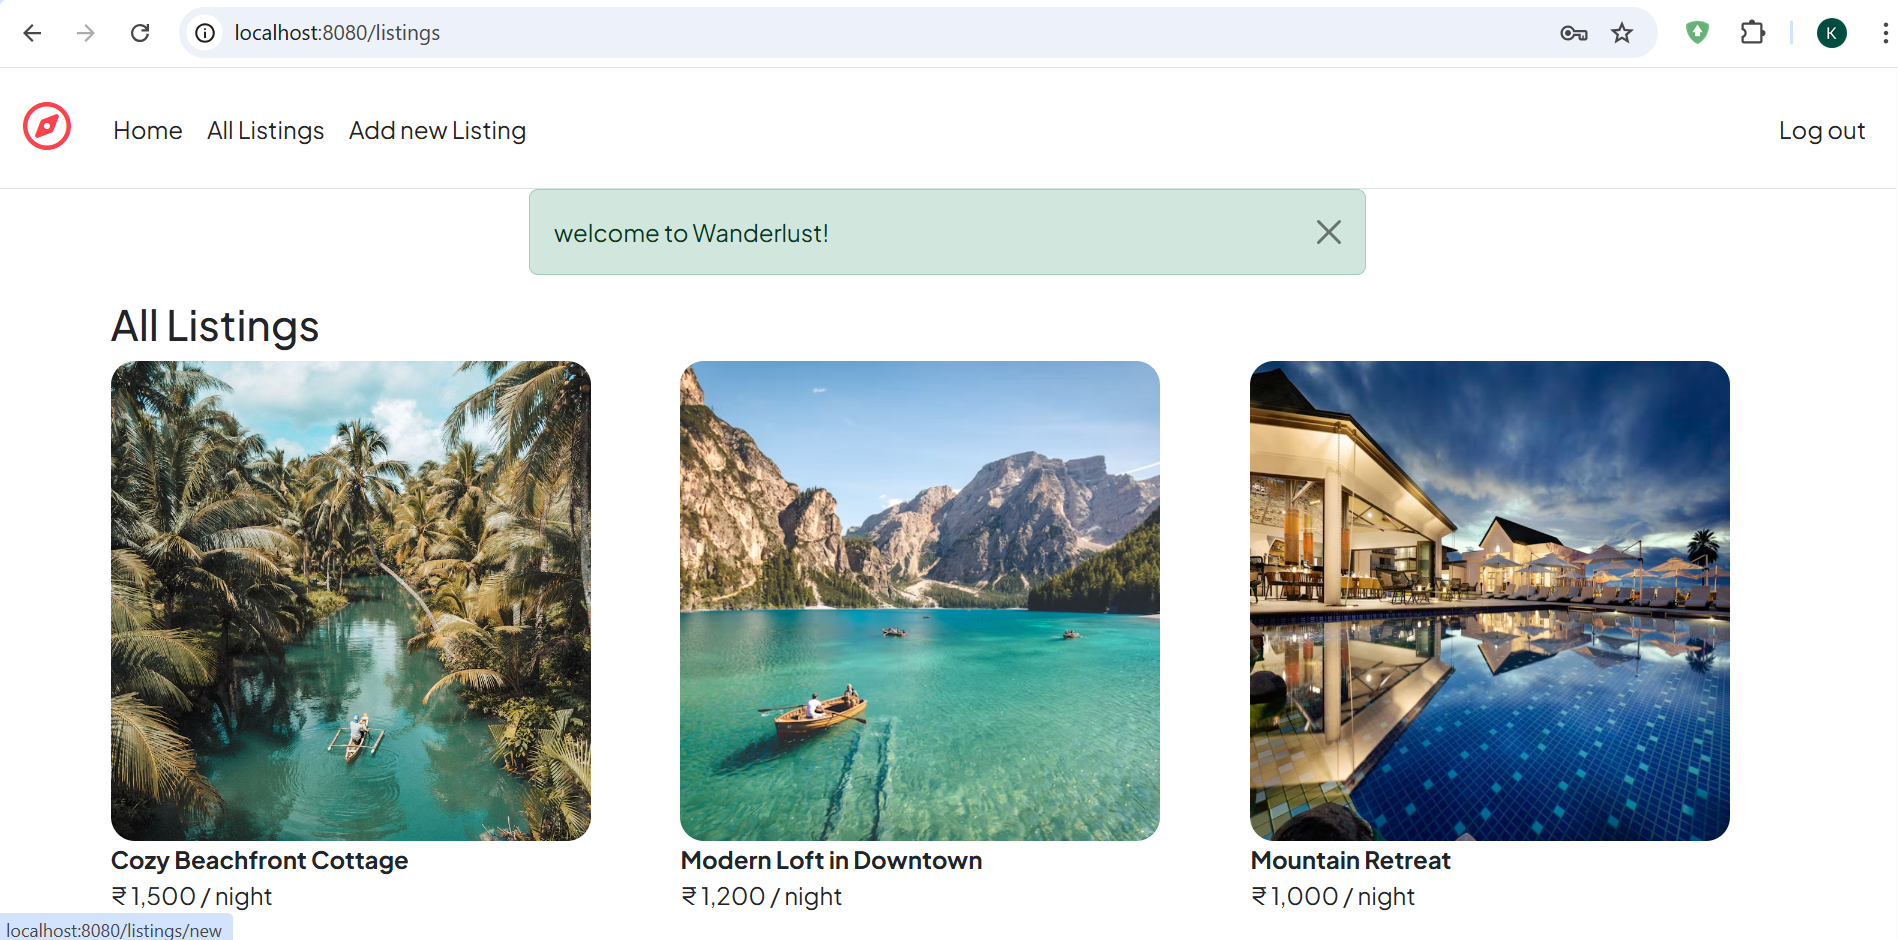 localhost:8080/listings
K
Home All Listings Add new Listing Log out
welcome to Wanderlust!
All Listings
Cozy Beachfront Cottage
₹ 1,500 / night
Modern Loft in Downtown
₹ 1,200 / night
Mountain Retreat
₹ 1,000 / night
localhost:8080/listings/new